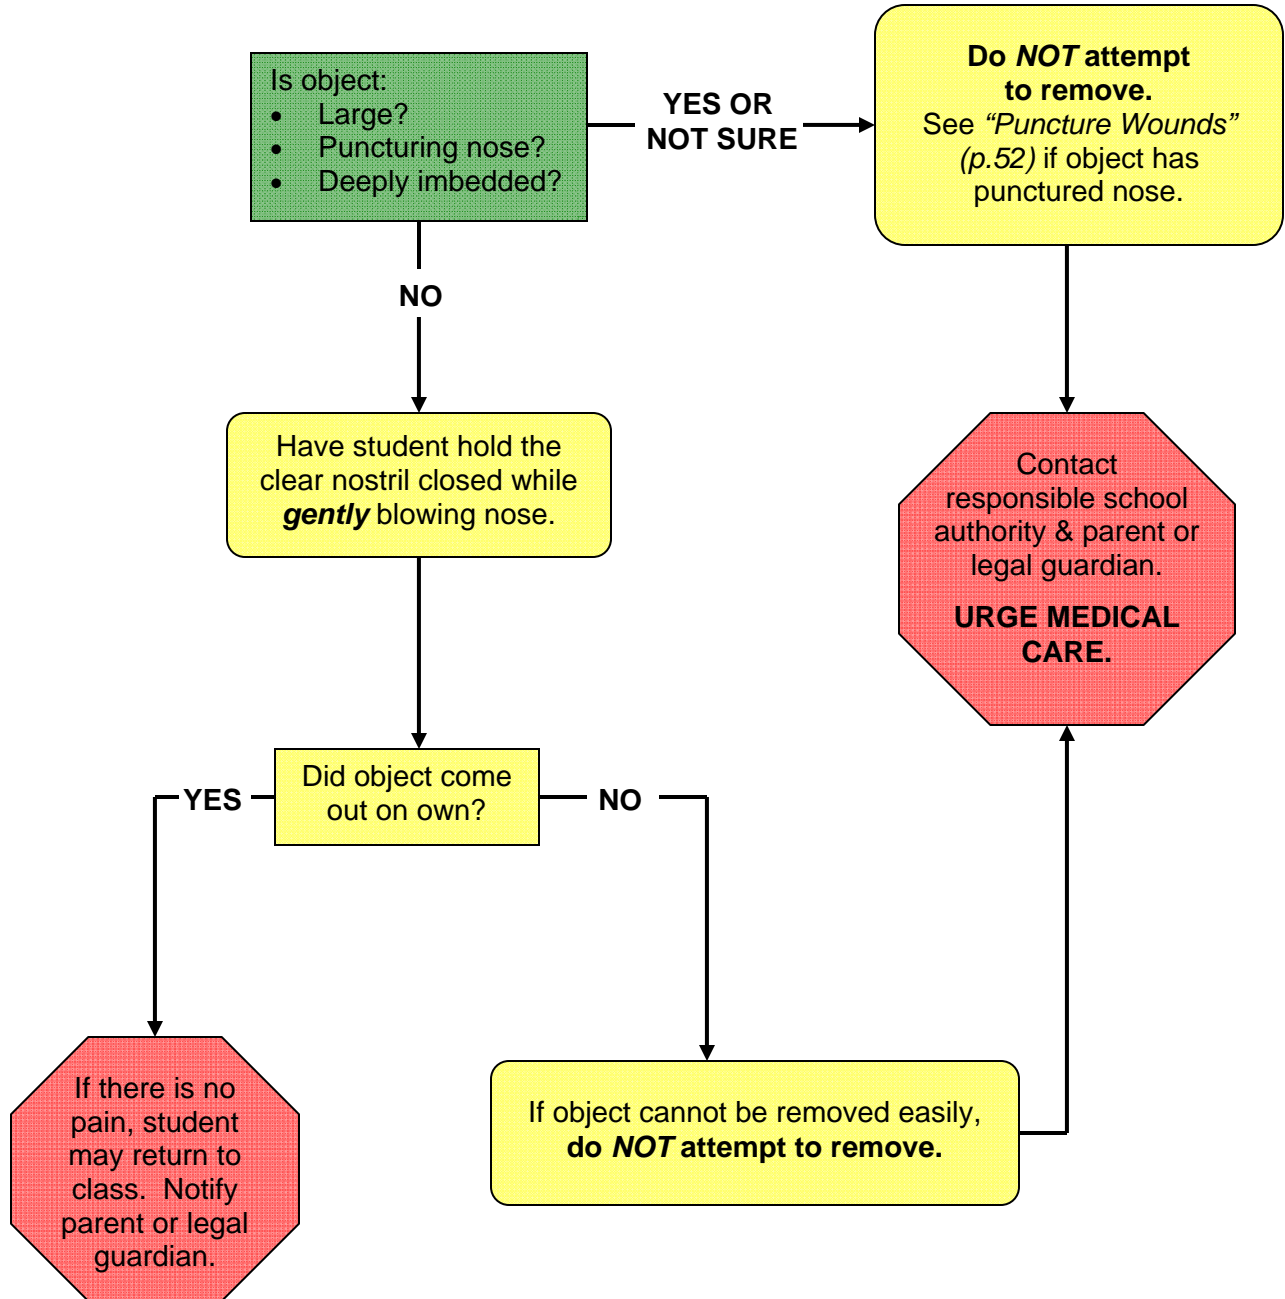 Is object:
• Large?
• Puncturing nose?
• Deeply imbedded?
YES OR
NOT SURE
Do NOT attempt
to remove.
See “Puncture Wounds”
(p.52) if object has
punctured nose.
NO
Have student hold the
clear nostril closed while
gently blowing nose.
Contact
responsible school
authority & parent or
legal guardian.
URGE MEDICAL
CARE.
Did object come
out on own?
YES
NO
If there is no
pain, student
may return to
class. Notify
parent or legal
guardian.
If object cannot be removed easily,
do NOT attempt to remove.